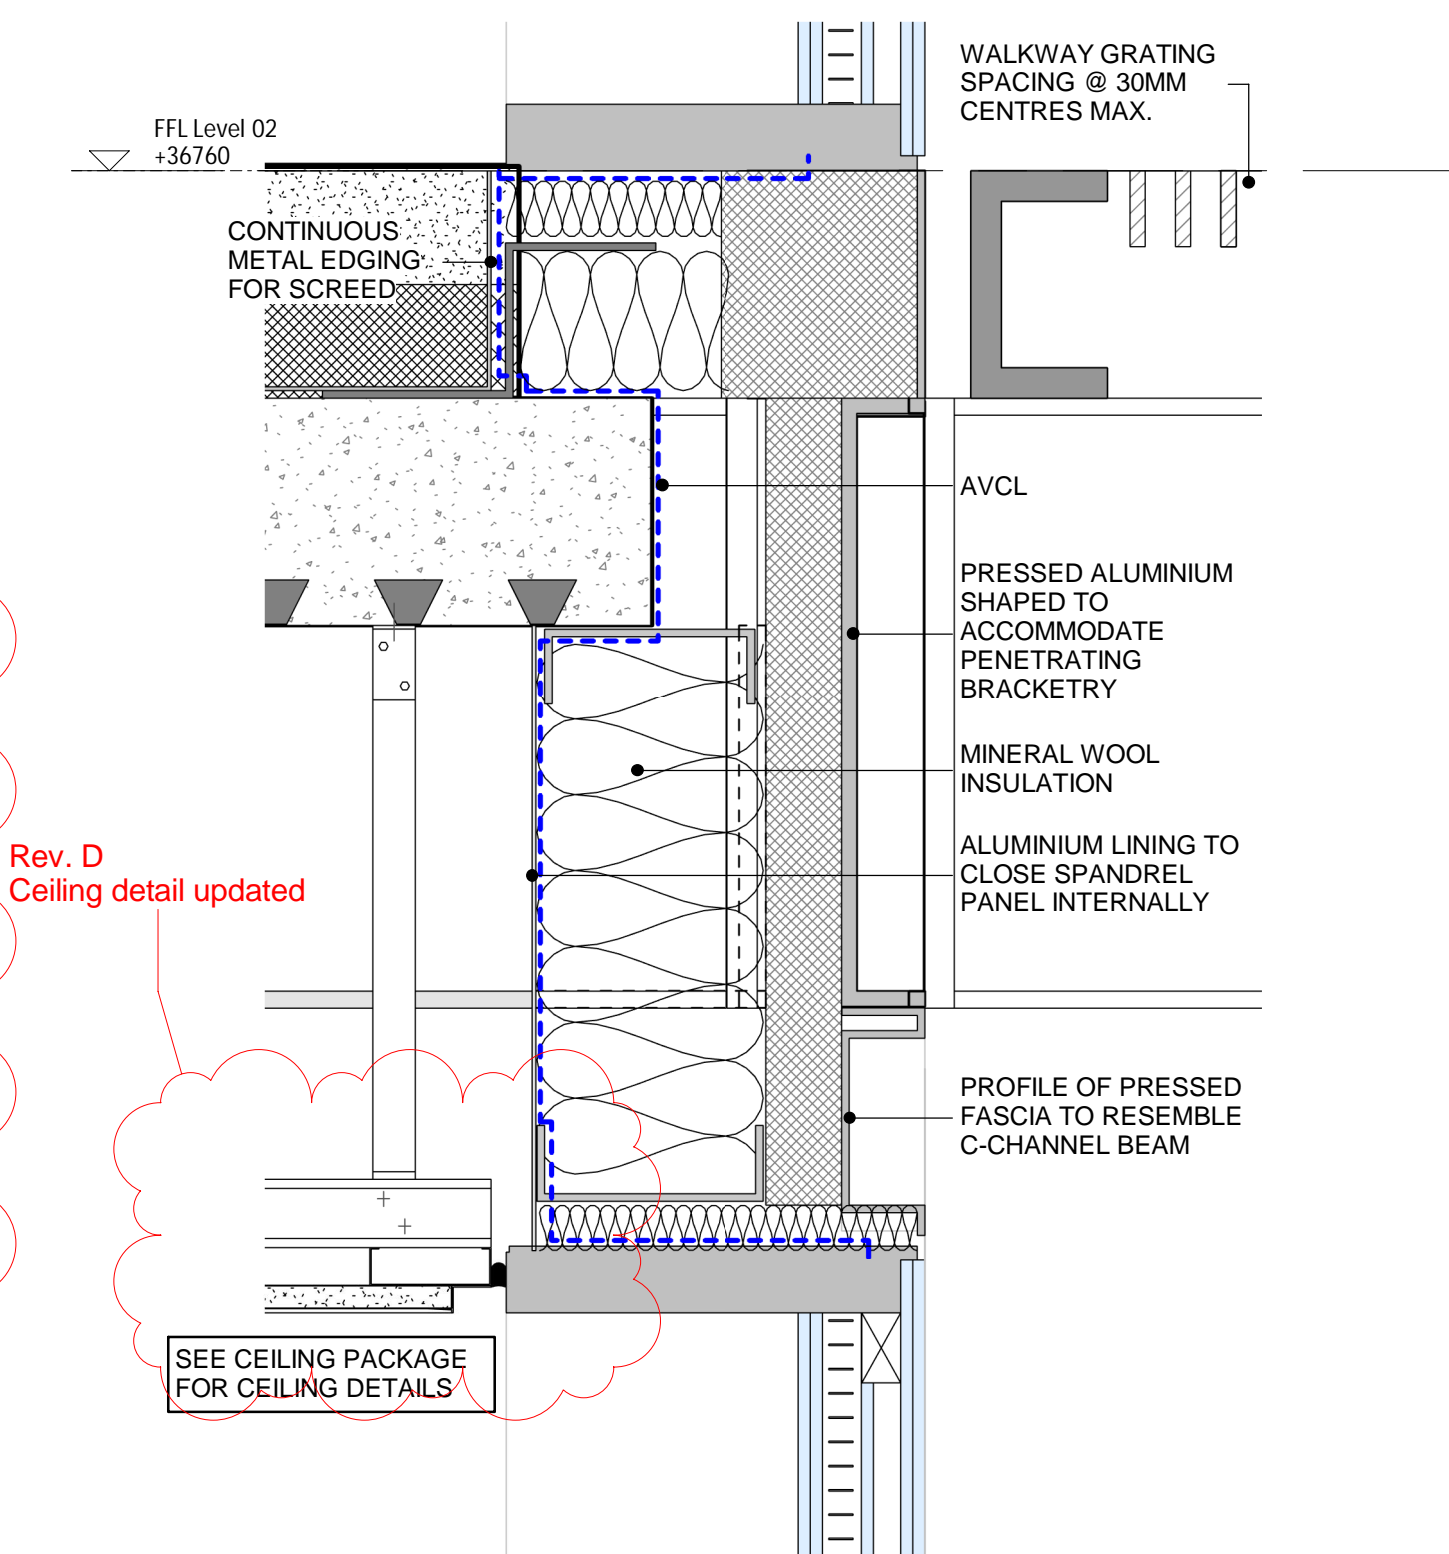 WALKWAY GRATING
SPACING @ 30MM
CENTRES MAX.
FFL Level 02
+36760
CONTINUOUS
METAL EDGING
FOR SCREED
AVCL
PRESSED ALUMINIUM
SHAPED TO
ACCOMMODATE
PENETRATING
BRACKETRY
MINERAL WOOL
INSULATION
ALUMINIUM LINING TO
CLOSE SPANDREL
PANEL INTERNALLY
Rev. D
Ceiling detail updated
PROFILE OF PRESSED
FASCIA TO RESEMBLE
C-CHANNEL BEAM
SEE CEILING PACKAGE
FOR CEILING DETAILS